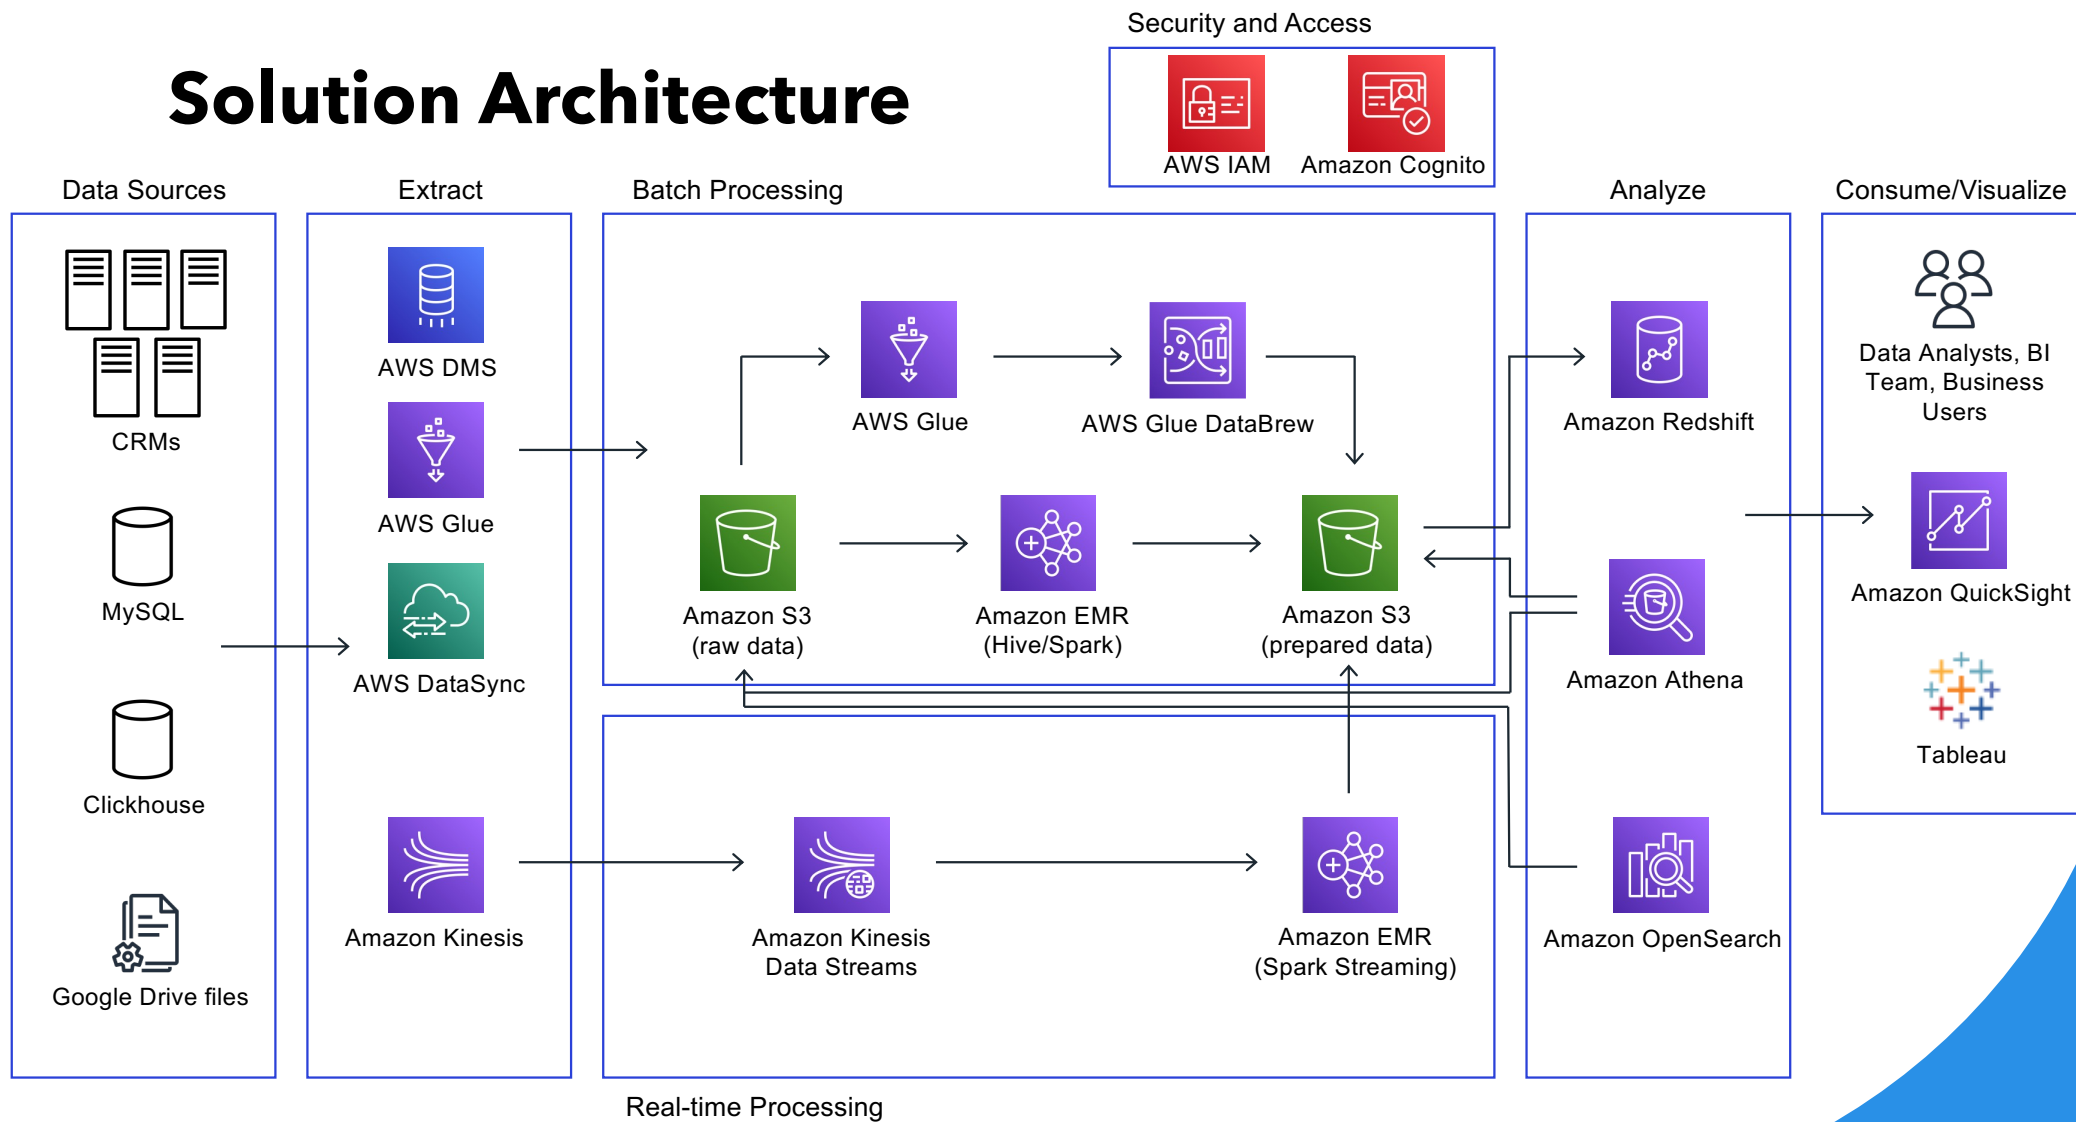 Solution Architecture
Security and Access
AWS IAM
Amazon Cognito
Data Sources
CRMs
MySQL
Clickhouse
Google Drive files
Extract
AWS DMS
AWS Glue
AWS DataSync
Amazon Kinesis
Batch Processing
AWS Glue
AWS Glue DataBrew
Amazon S3
(raw data)
Amazon EMR
(Hive/Spark)
Amazon S3
(prepared data)
Amazon Kinesis
Data Streams
Amazon EMR
(Spark Streaming)
Real-time Processing
Analyze
Amazon Redshift
Amazon Athena
Amazon OpenSearch
Consume/Visualize
Data Analysts, BI
Team, Business
Users
Amazon QuickSight
Tableau